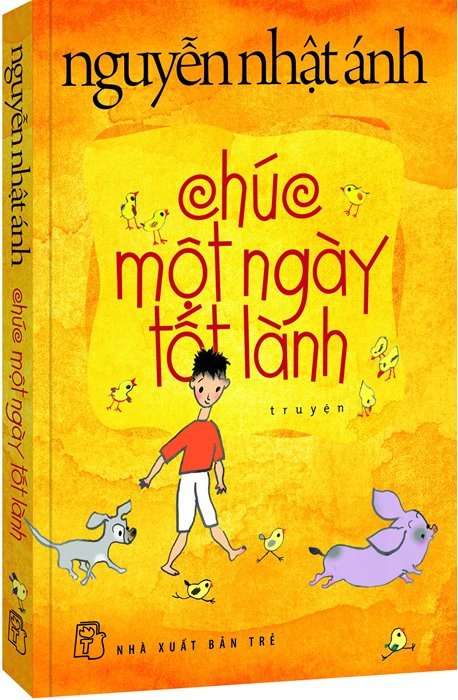 nguyễn nhật ánh
chúc
một ngày
tốt lành
truyện
NHÀ XUẤT BẢN TRẺ
nguyễn nhật ánh
chúc một ngày tốt lành